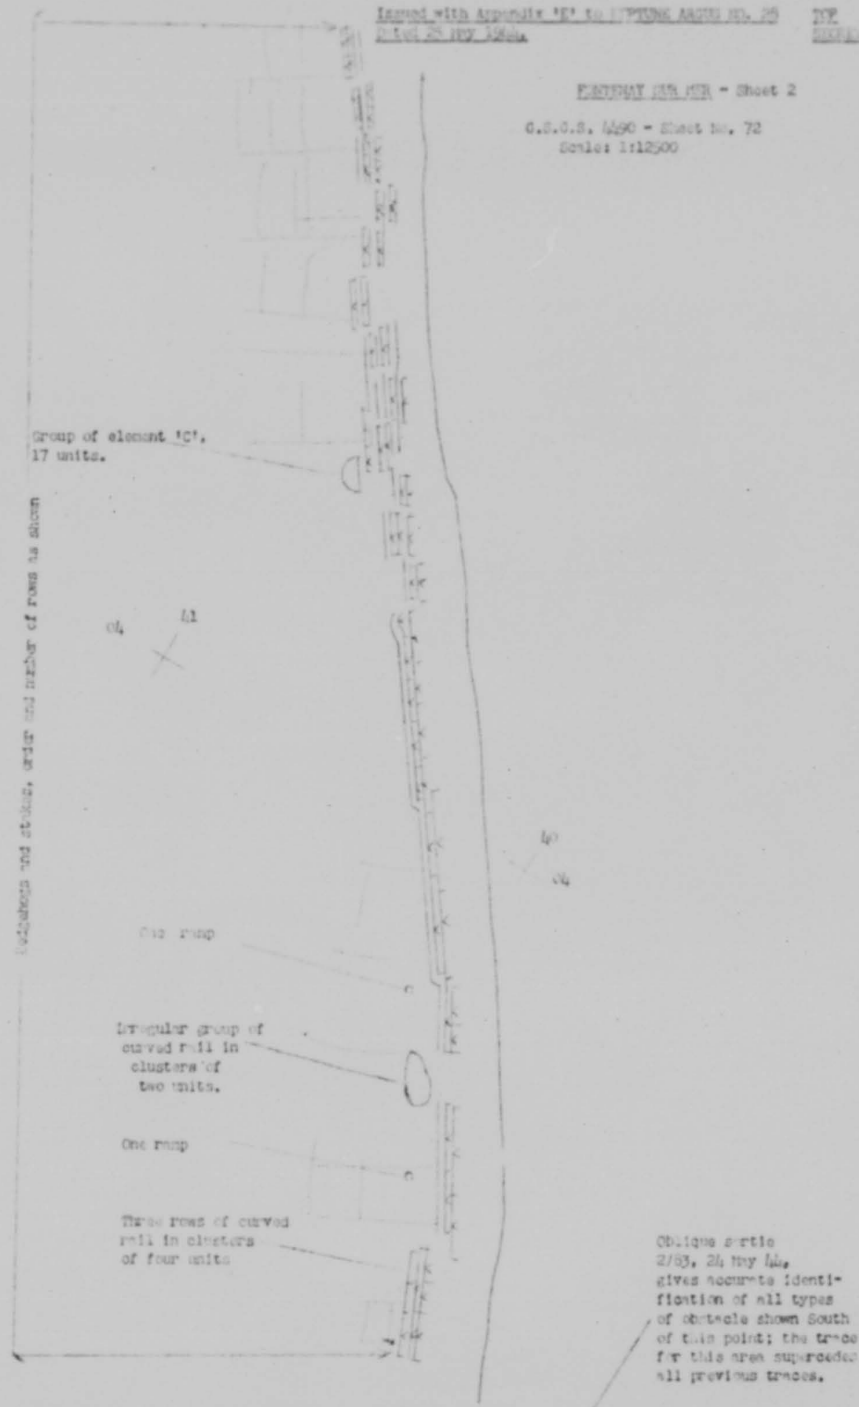 Issued with Appendix 'E' to NEPTUNE ARGUS NO. 28
TOP
SECRET
Dated 25 May 1944.
FONTENAY SUR MER - Sheet 2
G.S.G.S. 4490 - Sheet No. 72
Scale: 1:12500
Group of element 'C'.
17 units.
Hedgehogs and stakes, order and number of rows as shown
04
41
40
04
One ramp
Irregular group of
curved rail in
clusters of
two units.
One ramp
Three rows of curved
rail in clusters
of four units
Oblique sortie
2/83, 24 May 44,
gives accurate identi-
fication of all types
of obstacle shown South
of this point; the trace
for this area supercedes
all previous traces.